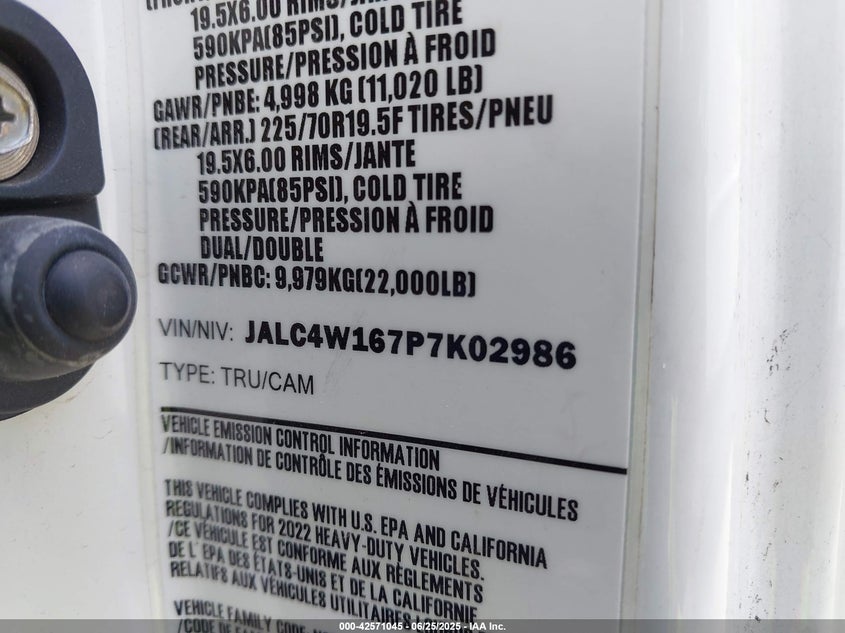 19.5X6.00 RIMS/JANTE
590KPA(85PSI), COLD TIRE
PRESSURE/PRESSION À FROID
GAWR/PNBE: 4,998 KG (11,020 LB)
(REAR/ARR.) 225/70R19.5F TIRES/PNEU
19.5X6.00 RIMS/JANTE
590KPA(85PSI), COLD TIRE
PRESSURE/PRESSION À FROID
DUAL/DOUBLE
GCWR/PNBC: 9,979KG(22,000LB)
VIN/NIV: JALC4W167P7K02986
TYPE: TRU/CAM
VEHICLE EMISSION CONTROL INFORMATION
/INFORMATION DE CONTRÔLE DES ÉMISSIONS DE VÉHICULES
THIS VEHICLE COMPLIES WITH U.S. EPA AND CALIFORNIA
REGULATIONS FOR 2022 HEAVY-DUTY VEHICLES.
/CE VÉHICULE EST CONFORME AUX RÈGLEMENTS
DE L'EPA DES ÉTATS-UNIS ET DE LA CALIFORNIE
RELATIFS AUX VÉHICULES UTILITAIRES
VEHICLE FAMILY CODE
/CODE DE
000-42571045 - 06/25/2025 - © IAA Inc.